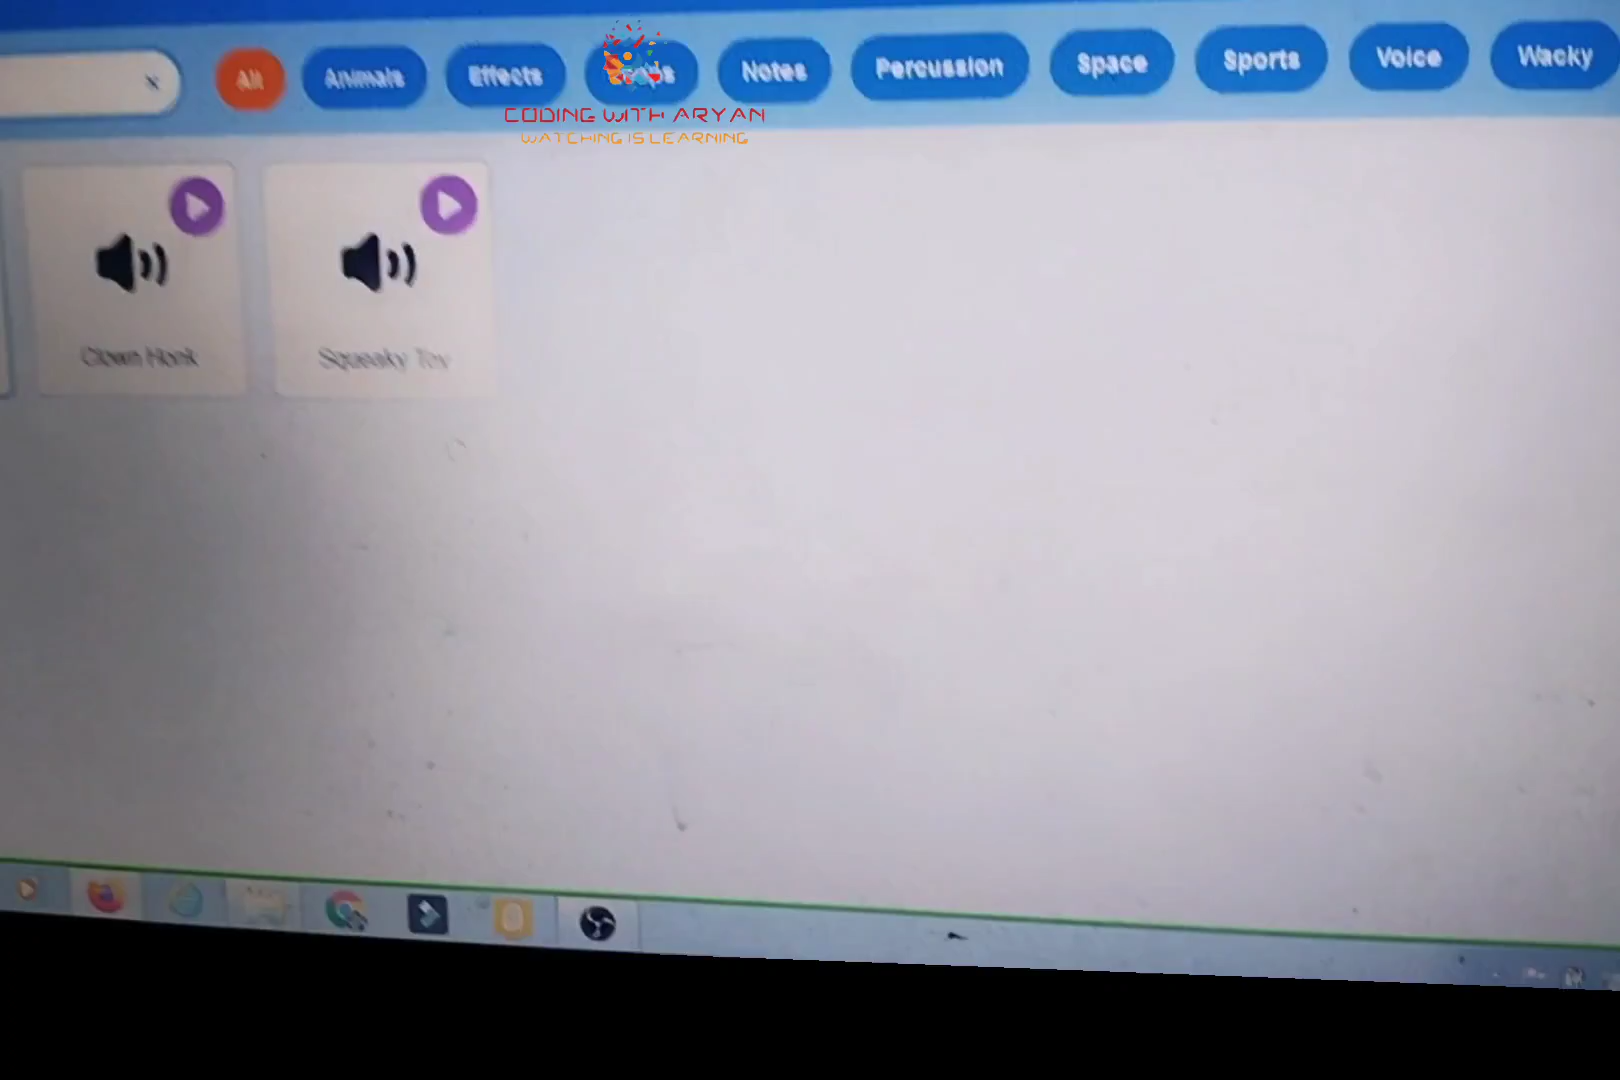 All Animals Effects Loops Notes Percussion Space Sports Voice Wacky
CODING WITH ARYAN
WATCHING IS LEARNING
Clown Honk Squeaky Toy